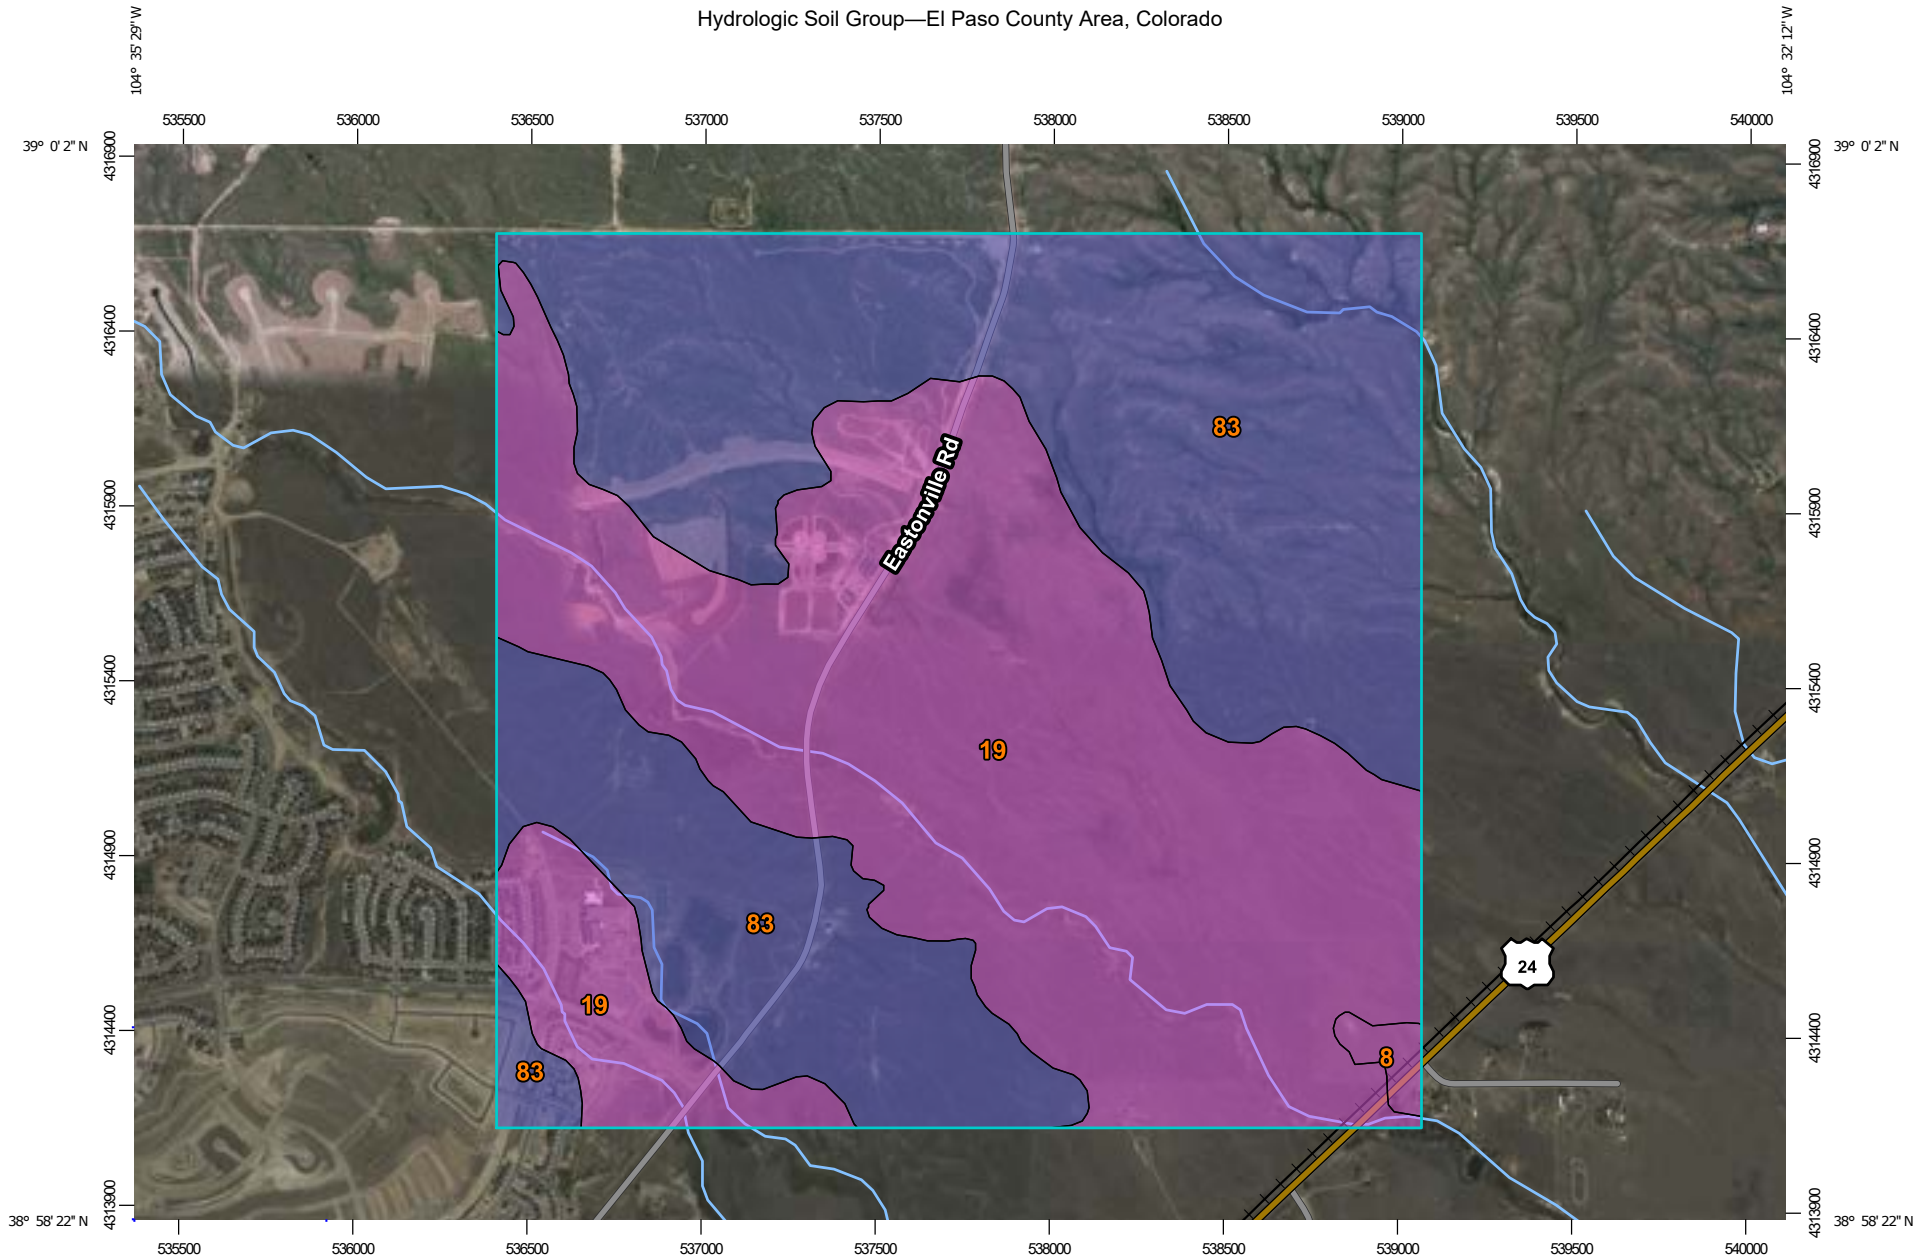 Hydrologic Soil Group—El Paso County Area, Colorado
104° 35' 29'' W
104° 32' 12'' W
535500 536000 536500 537000 537500 538000 538500 539000 539500 540000
39° 0' 2'' N
39° 0' 2'' N
4316900
4316900
4316400
4316400
83
Eastonville Rd
4315900
4315900
4315400
4315400
19
4314900
4314900
83
24
19
4314400
4314400
8
83
4313900
4313900
38° 58' 22'' N
38° 58' 22'' N
535500 536000 536500 537000 537500 538000 538500 539000 539500 540000